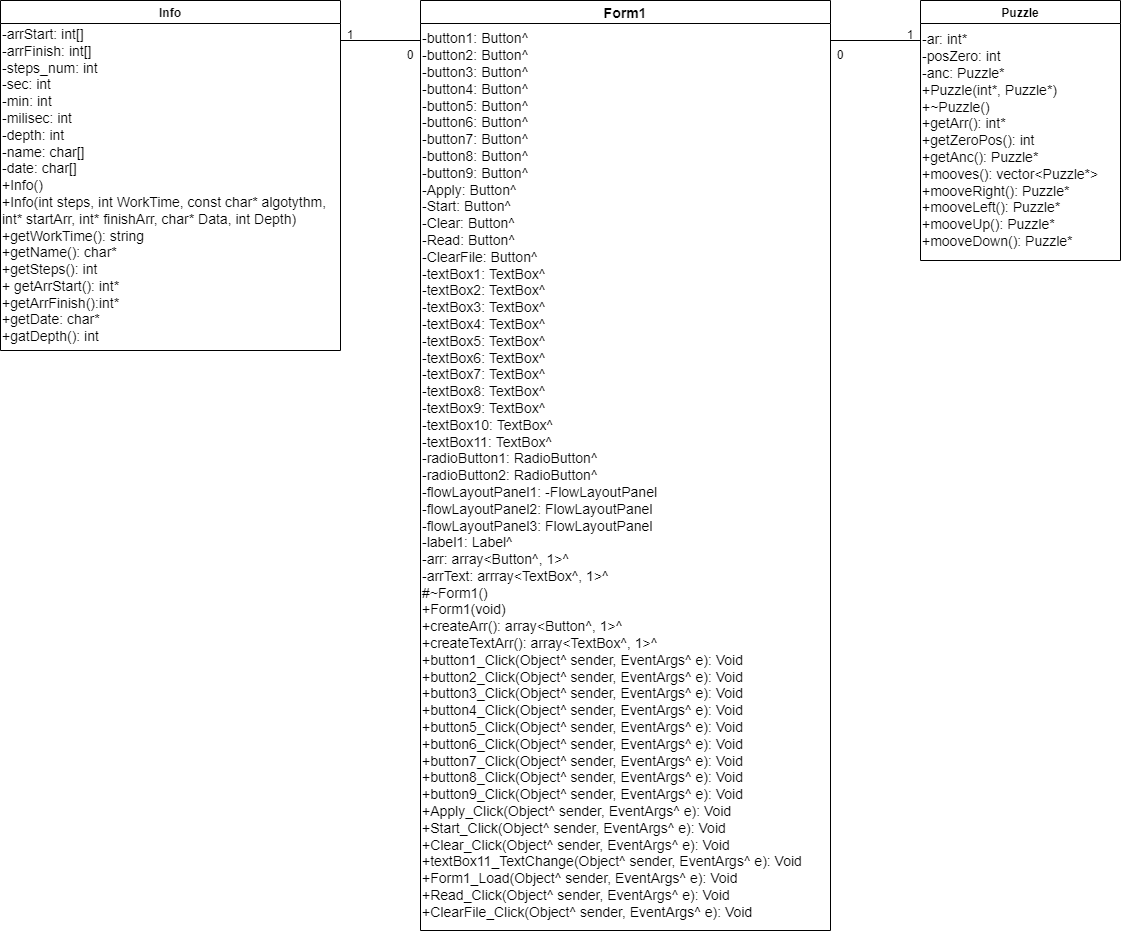 Info
-arrStart: int[]
-arrFinish: int[]
-steps_num: int
-sec: int
-min: int
-milisec: int
-depth: int
-name: char[]
-date: char[]
+Info()
+Info(int steps, int WorkTime, const char* algotythm,
int* startArr, int* finishArr, char* Data, int Depth)
+getWorkTime(): string
+getName(): char*
+getSteps(): int
+ getArrStart(): int*
+getArrFinish():int*
+getDate: char*
+gatDepth(): int
1
0
Form1
-button1: Button^
-button2: Button^
-button3: Button^
-button4: Button^
-button5: Button^
-button6: Button^
-button7: Button^
-button8: Button^
-button9: Button^
-Apply: Button^
-Start: Button^
-Clear: Button^
-Read: Button^
-ClearFile: Button^
-textBox1: TextBox^
-textBox2: TextBox^
-textBox3: TextBox^
-textBox4: TextBox^
-textBox5: TextBox^
-textBox6: TextBox^
-textBox7: TextBox^
-textBox8: TextBox^
-textBox9: TextBox^
-textBox10: TextBox^
-textBox11: TextBox^
-radioButton1: RadioButton^
-radioButton2: RadioButton^
-flowLayoutPanel1: -FlowLayoutPanel
-flowLayoutPanel2: FlowLayoutPanel
-flowLayoutPanel3: FlowLayoutPanel
-label1: Label^
-arr: array<Button^, 1>^
-arrText: arrray<TextBox^, 1>^
#~Form1()
+Form1(void)
+createArr(): array<Button^, 1>^
+createTextArr(): array<TextBox^, 1>^
+button1_Click(Object^ sender, EventArgs^ e): Void
+button2_Click(Object^ sender, EventArgs^ e): Void
+button3_Click(Object^ sender, EventArgs^ e): Void
+button4_Click(Object^ sender, EventArgs^ e): Void
+button5_Click(Object^ sender, EventArgs^ e): Void
+button6_Click(Object^ sender, EventArgs^ e): Void
+button7_Click(Object^ sender, EventArgs^ e): Void
+button8_Click(Object^ sender, EventArgs^ e): Void
+button9_Click(Object^ sender, EventArgs^ e): Void
+Apply_Click(Object^ sender, EventArgs^ e): Void
+Start_Click(Object^ sender, EventArgs^ e): Void
+Clear_Click(Object^ sender, EventArgs^ e): Void
+textBox11_TextChange(Object^ sender, EventArgs^ e): Void
+Form1_Load(Object^ sender, EventArgs^ e): Void
+Read_Click(Object^ sender, EventArgs^ e): Void
+ClearFile_Click(Object^ sender, EventArgs^ e): Void
1
0
Puzzle
-ar: int*
-posZero: int
-anc: Puzzle*
+Puzzle(int*, Puzzle*)
+~Puzzle()
+getArr(): int*
+getZeroPos(): int
+getAnc(): Puzzle*
+mooves(): vector<Puzzle*>
+mooveRight(): Puzzle*
+mooveLeft(): Puzzle*
+mooveUp(): Puzzle*
+mooveDown(): Puzzle*